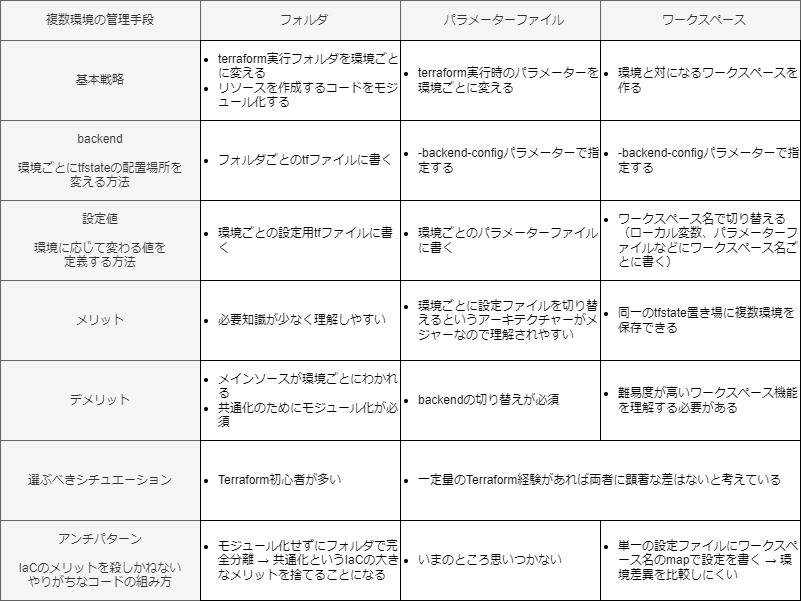 複数環境の管理手段
フォルダ
パラメーターファイル
ワークスペース
基本戦略
• terraform実行フォルダを環境ごと
に変える
• リソースを作成するコードをモジ
ュール化する
• terraform実行時のパラメーターを
環境ごとに変える
• 環境と対になるワークスペースを
作る
backend
環境ごとにtfstateの配置場所を
変える方法
• フォルダごとのtfファイルに書く
• -backend-configパラメーターで指
定する
• -backend-configパラメーターで指
定する
設定値
環境に応じて変わる値を
定義する方法
• 環境ごとの設定用tfファイルに書
く
• 環境ごとのパラメーターファイル
に書く
• ワークスペース名で切り替える
（ローカル変数、パラメーターフ
ァイルなどにワークスペース名ご
とに書く）
メリット
• 必要知識が少なく理解しやすい
• 環境ごとに設定ファイルを切り替
えるというアーキテクチャーがメ
ジャーなので理解されやすい
• 同一のtfstate置き場に複数環境を
保存できる
デメリット
• メインソースが環境ごとにわかれ
る
• 共通化のためにモジュール化が必
須
• backendの切り替えが必須
• 難易度が高いワークスペース機能
を理解する必要がある
選ぶべきシチュエーション
• Terraform初心者が多い
• 一定量のTerraform経験があれば両者に顕著な差はないと考えている
アンチパターン
IaCのメリットを殺しかねない
やりがちなコードの組み方
• モジュール化せずにフォルダで完
全分離 → 共通化というIaCの大き
なメリットを捨てることになる
• いまのところ思いつかない
• 単一の設定ファイルにワークスペ
ース名のmapで設定を書く → 環
境差異を比較しにくい